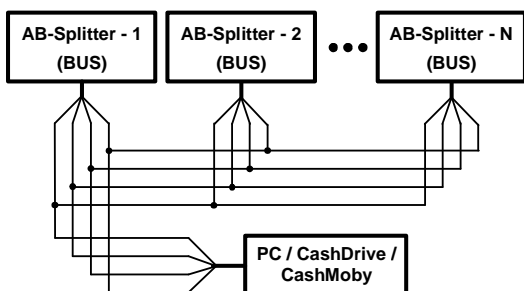 AB-Splitter - 1
(BUS)
AB-Splitter - 2
(BUS)
AB-Splitter - N
(BUS)
PC / CashDrive /
CashMoby